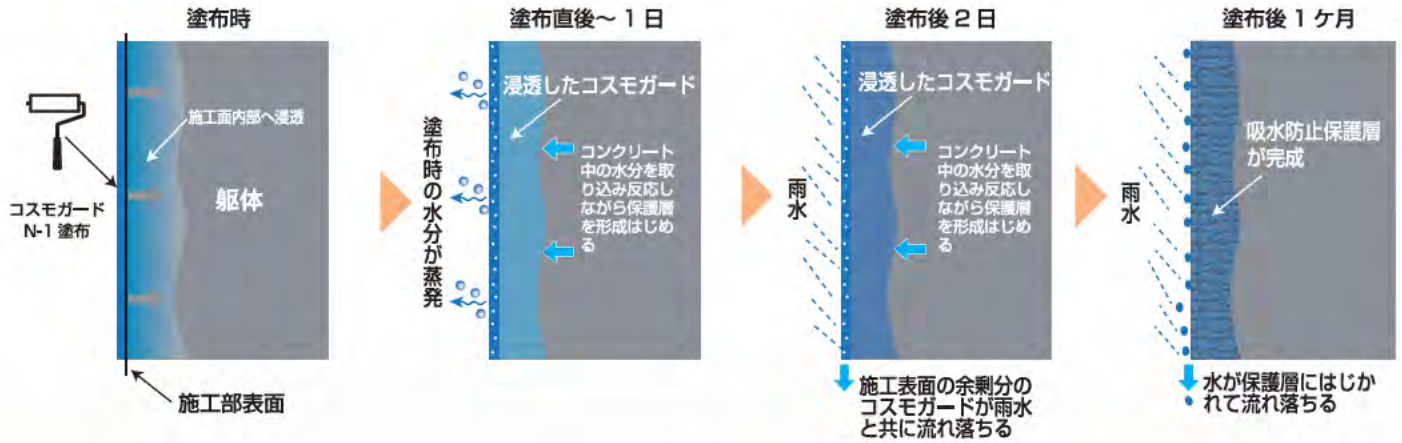 塗布時
コスモガード
N-1 塗布
施工面内部へ浸透
躯体
施工部表面
塗布直後～1日
塗布時の水分が蒸発
浸透したコスモガード
コンクリート
中の水分を取
り込み反応し
ながら保護層
を形成はじめ
る
塗布後2日
雨水
浸透したコスモガード
コンクリート
中の水分を取
り込み反応し
ながら保護層
を形成はじめ
る
施工表面の余剰分の
コスモガードが雨水
と共に流れ落ちる
塗布後1ケ月
雨水
吸水防止保護層
が完成
水が保護層にはじか
れて流れ落ちる